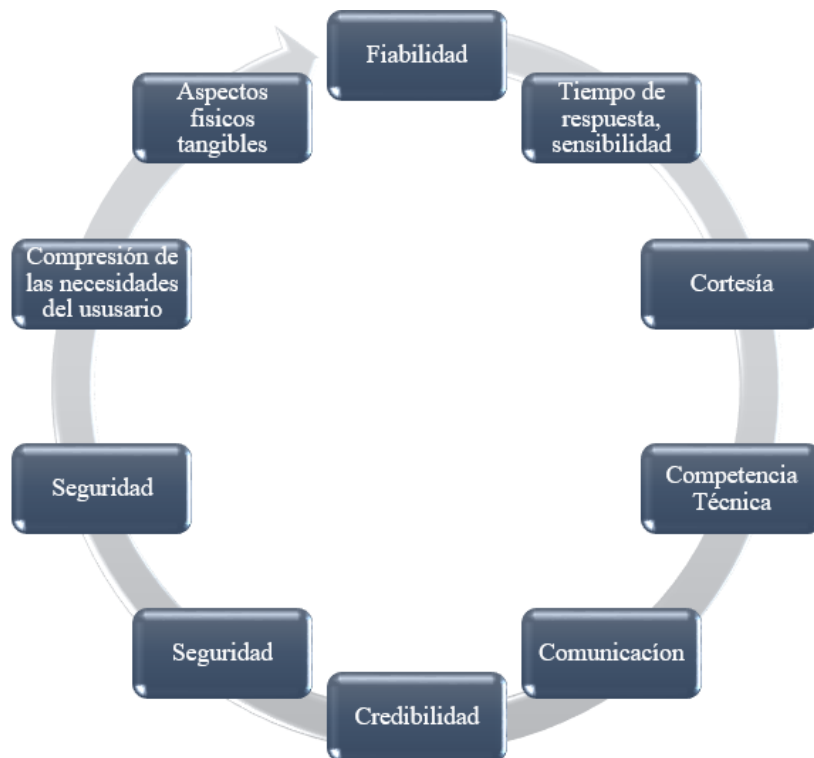 Fiabilidad
Tiempo de
respuesta,
sensibilidad
Cortesía
Competencia
Técnica
Comunicacíon
Credibilidad
Seguridad
Seguridad
Compresión de
las necesidades
del ususario
Aspectos
fisicos
tangibles